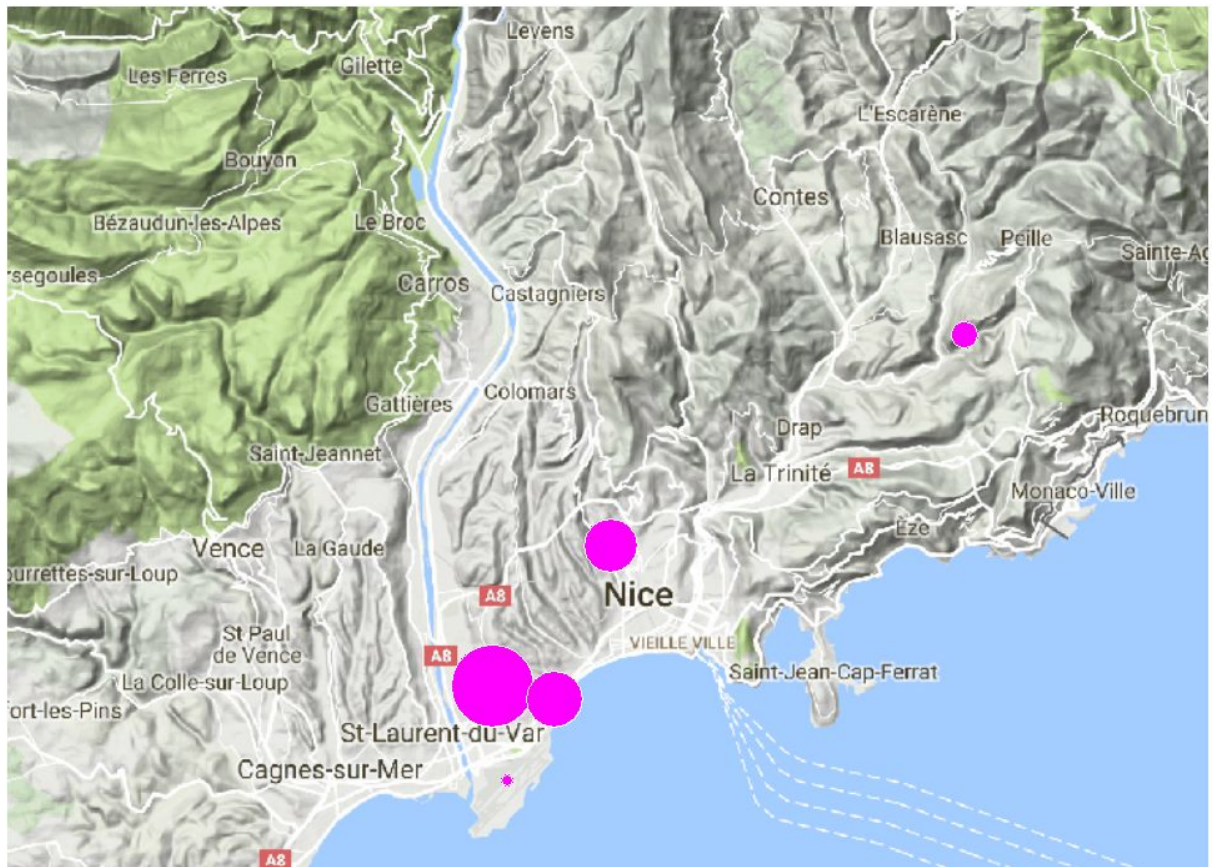 Levens
Gilette
Les Ferres
L'Escarène
Bouyon
Contes
Bézaudun-les-Alpes
Le Broc
Blausasc
Peille
Sainte-Ag
rsegoules
Carros
Castagniers
Colomars
Gattières
Roquebrun
Drap
Saint-Jeannet
La Trinité
A8
Monaco-Ville
Èze
Vence
La Gaude
ourrettes-sur-Loup
A8
Nice
St Paul
de Vence
VIEILLE VILLE
A8
Saint-Jean-Cap-Ferrat
La Colle-sur-Loup
fort-les-Pins
St-Laurent-du-Var
Cagnes-sur-Mer
A8